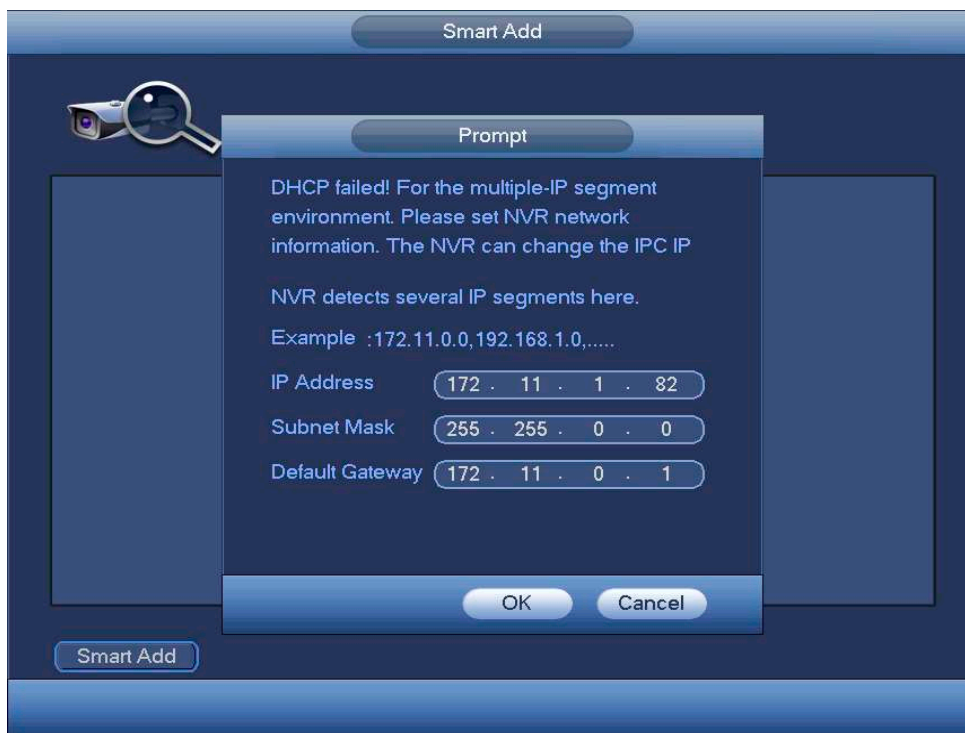 Smart Add
Prompt
DHCP failed! For the multiple-IP segment
environment. Please set NVR network
information. The NVR can change the IPC IP
NVR detects several IP segments here.
Example :172.11.0.0,192.168.1.0,.....
IP Address 172 . 11 . 1 . 82
Subnet Mask 255 . 255 . 0 . 0
Default Gateway 172 . 11 . 0 . 1
OK Cancel
Smart Add